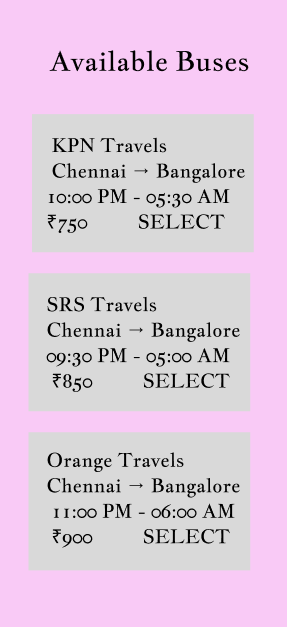 Available Buses
KPN Travels
Chennai → Bangalore
10:00 PM - 05:30 AM
₹750 SELECT
SRS Travels
Chennai → Bangalore
09:30 PM - 05:00 AM
₹850 SELECT
Orange Travels
Chennai → Bangalore
11:00 PM - 06:00 AM
₹900 SELECT